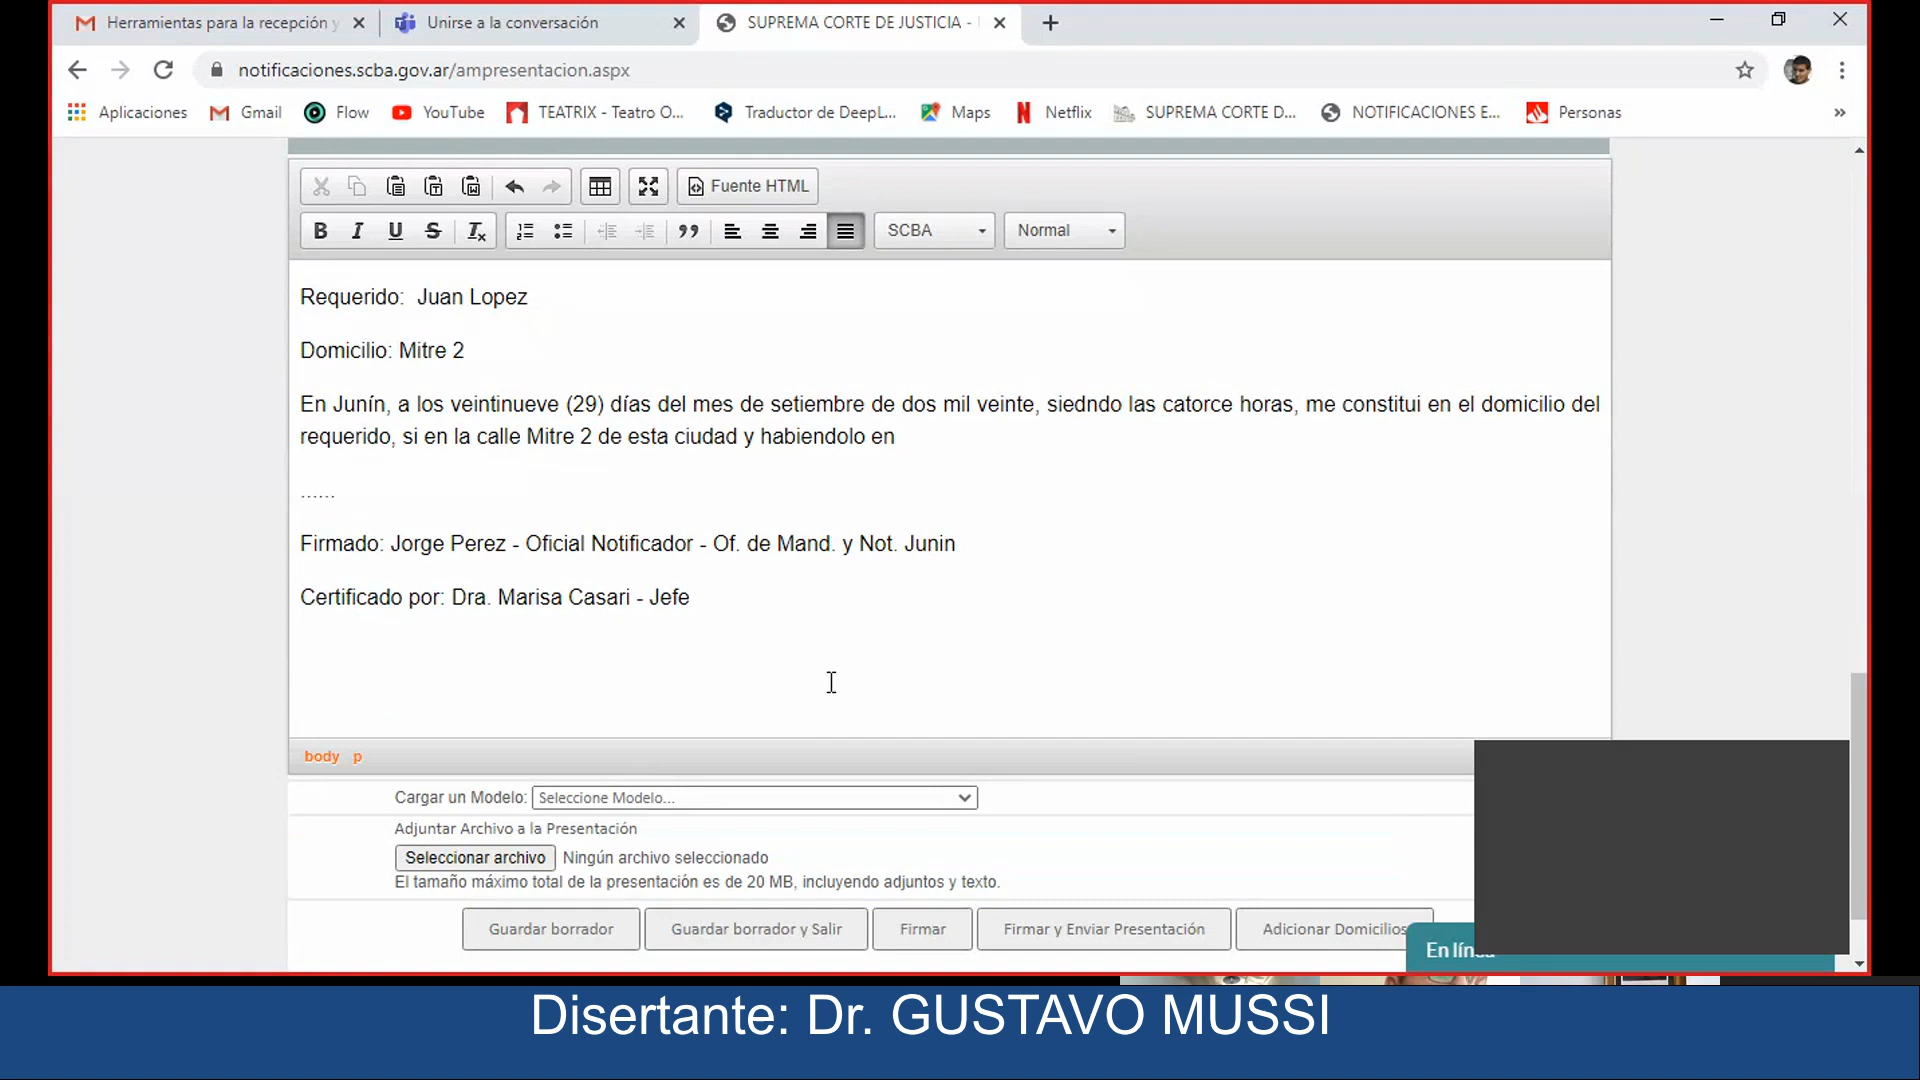 Herramientas para la recepción y
Unirse a la conversación
SUPREMA CORTE DE JUSTICIA -
notificaciones.scba.gov.ar/ampresentacion.aspx
Aplicaciones
Gmail
Flow
YouTube
TEATRIX - Teatro O...
Traductor de DeepL...
Maps
Netflix
SUPREMA CORTE D...
NOTIFICACIONES E...
Personas
»
Fuente HTML
B I U S Tx
SCBA
Normal
Requerido: Juan Lopez
Domicilio: Mitre 2
En Junín, a los veintinueve (29) días del mes de setiembre de dos mil veinte, siedndo las catorce horas, me constitui en el domicilio del
requerido, si en la calle Mitre 2 de esta ciudad y habiendolo en
......
Firmado: Jorge Perez - Oficial Notificador - Of. de Mand. y Not. Junin
Certificado por: Dra. Marisa Casari - Jefe
body p
Cargar un Modelo: Seleccione Modelo...
Adjuntar Archivo a la Presentación
Seleccionar archivo Ningún archivo seleccionado
El tamaño máximo total de la presentación es de 20 MB, incluyendo adjuntos y texto.
Guardar borrador
Guardar borrador y Salir
Firmar
Firmar y Enviar Presentación
Adicionar Domicilios
En línea
Disertante: Dr. GUSTAVO MUSSI